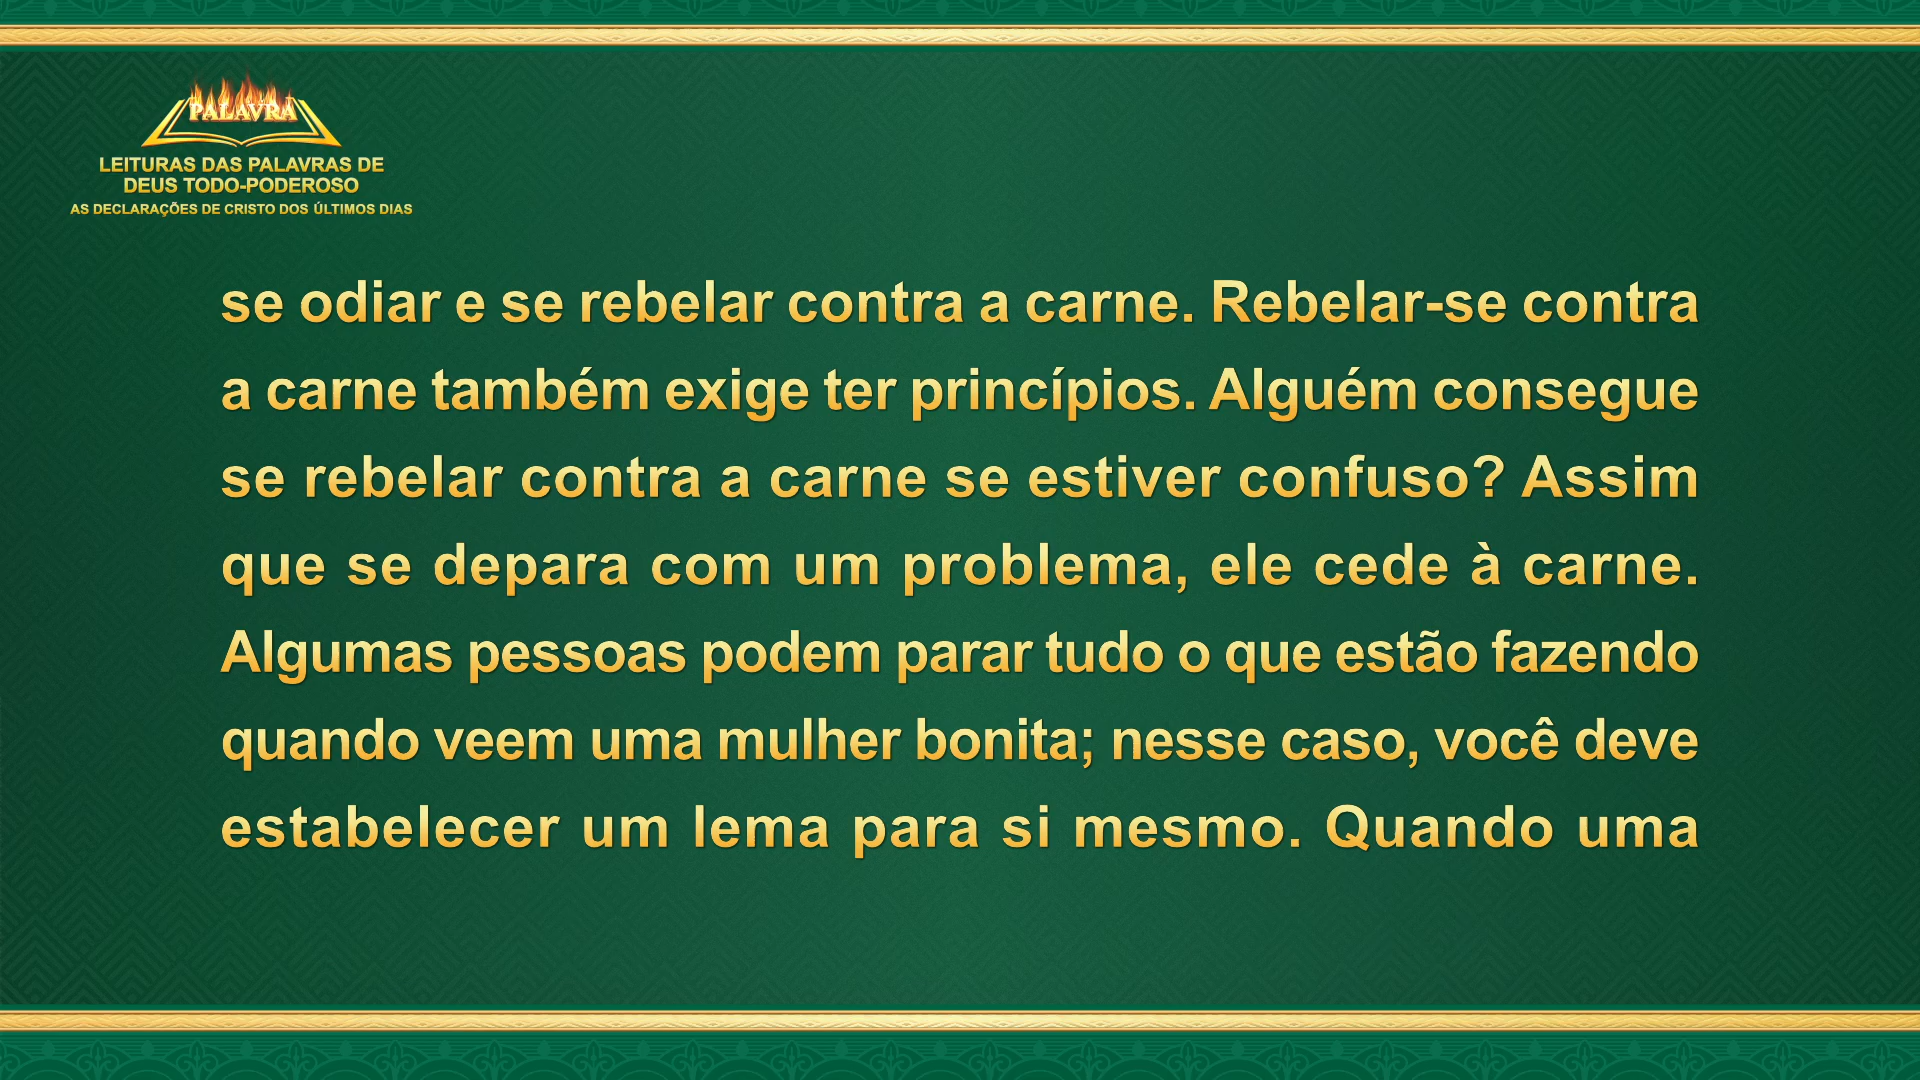 PALAVRA
LEITURAS DAS PALAVRAS DE
DEUS TODO-PODEROSO
AS DECLARAÇÕES DE CRISTO DOS ÚLTIMOS DIAS
se odiar e se rebelar contra a carne. Rebelar-se contra
a carne também exige ter princípios. Alguém consegue
se rebelar contra a carne se estiver confuso? Assim
que se depara com um problema, ele cede à carne.
Algumas pessoas podem parar tudo o que estão fazendo
quando veem uma mulher bonita; nesse caso, você deve
estabelecer um lema para si mesmo. Quando uma